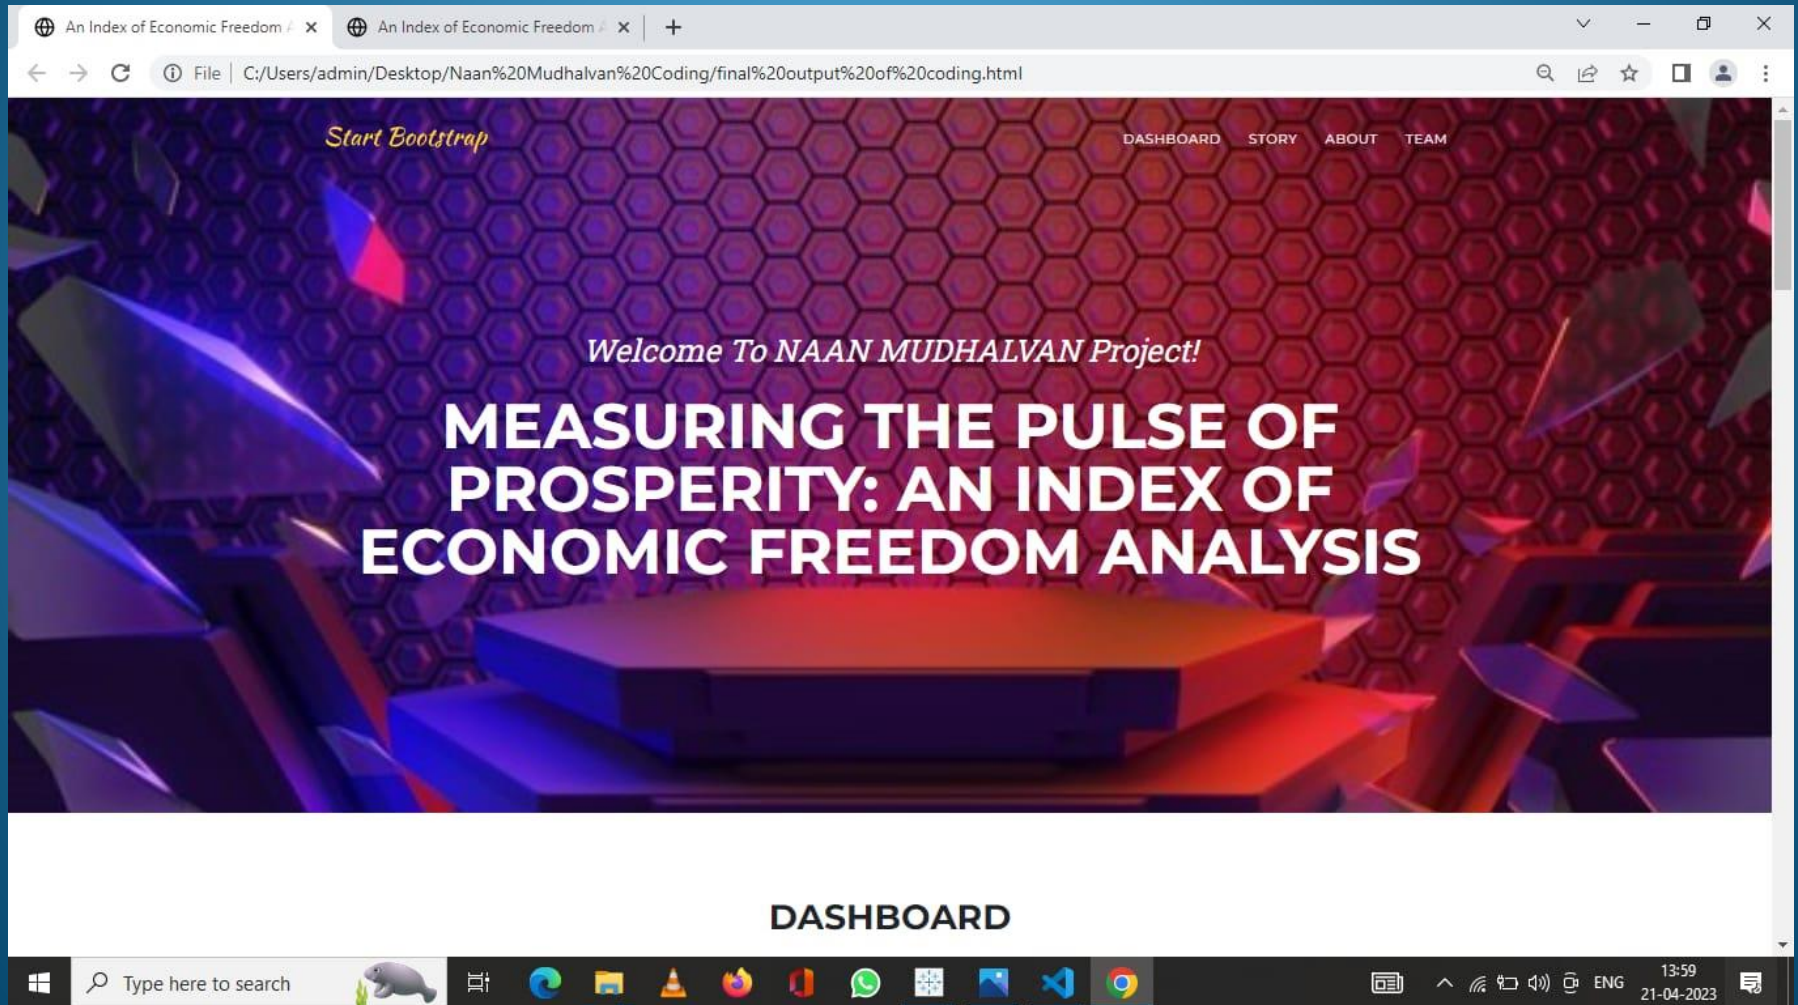 An Index of Economic Freedom A
An Index of Economic Freedom A
File
C:/Users/admin/Desktop/Naan%20Mudhalvan%20Coding/final%20output%20of%20coding.html
Start Bootstrap
DASHBOARD STORY ABOUT TEAM
Welcome To NAAN MUDHALVAN Project!
MEASURING THE PULSE OF
PROSPERITY: AN INDEX OF
ECONOMIC FREEDOM ANALYSIS
DASHBOARD
Type here to search
ENG
13:59
21-04-2023